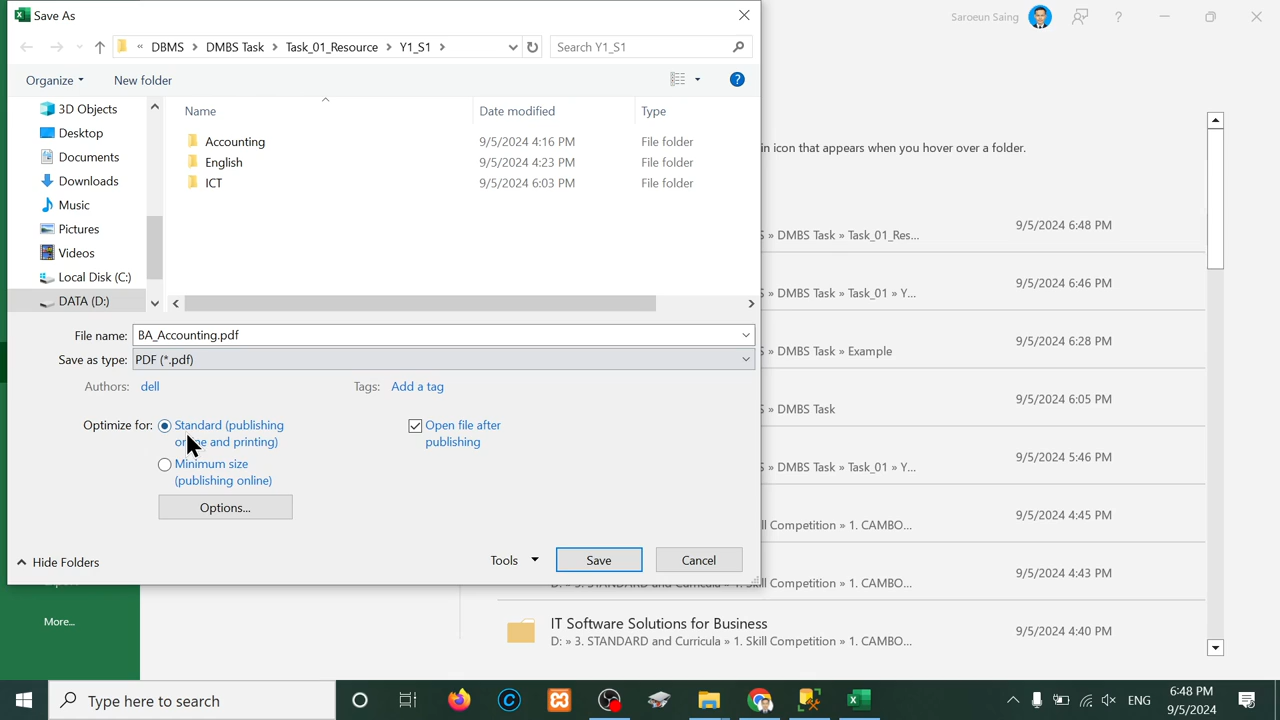 Save As
Saroeun Saing
?
« DBMS > DMBS Task > Task_01_Resource > Y1_S1 >
Search Y1_S1
Organize
New folder
?
3D Objects
Desktop
Documents
Downloads
Music
Pictures
Videos
Local Disk (C:)
DATA (D:)
Name
Date modified
Type
Accounting
9/5/2024 4:16 PM
File folder
English
9/5/2024 4:23 PM
File folder
ICT
9/5/2024 6:03 PM
File folder
in icon that appears when you hover over a folder.
» DMBS Task » Task_01_Res...
9/5/2024 6:48 PM
» DMBS Task » Task_01 » Y...
9/5/2024 6:46 PM
» DMBS Task » Example
9/5/2024 6:28 PM
» DMBS Task
9/5/2024 6:05 PM
» DMBS Task » Task_01 » Y...
9/5/2024 5:46 PM
ll Competition » 1. CAMBO...
9/5/2024 4:45 PM
D: » 3. STANDARD and Curricula » 1. Skill Competition » 1. CAMBO...
9/5/2024 4:43 PM
IT Software Solutions for Business
D: » 3. STANDARD and Curricula » 1. Skill Competition » 1. CAMBO...
9/5/2024 4:40 PM
File name: BA_Accounting.pdf
Save as type: PDF (*.pdf)
Authors: dell
Tags: Add a tag
Optimize for:
Standard (publishing
online and printing)
Minimum size
(publishing online)
Open file after
publishing
Options...
Hide Folders
Tools
Save
Cancel
More...
Type here to search
ENG
6:48 PM
9/5/2024